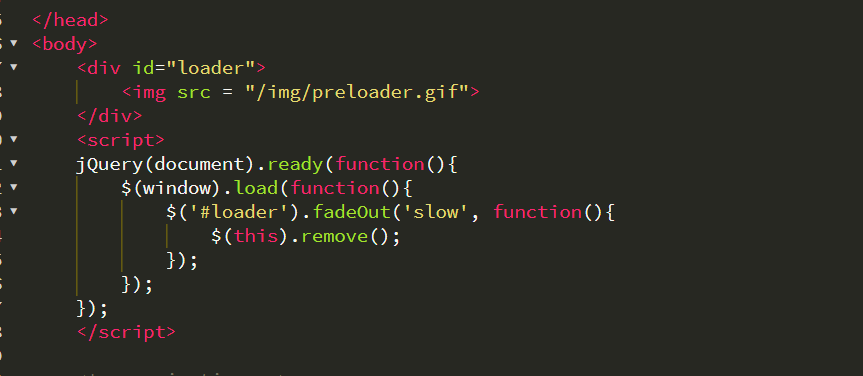 </head>
<body>
    <div id="loader">
        <img src = "/img/preloader.gif">
    </div>
    <script>
    jQuery(document).ready(function(){
        $(window).load(function(){
            $('#loader').fadeOut('slow', function(){
                $(this).remove();
            });
        });
    });
    </script>